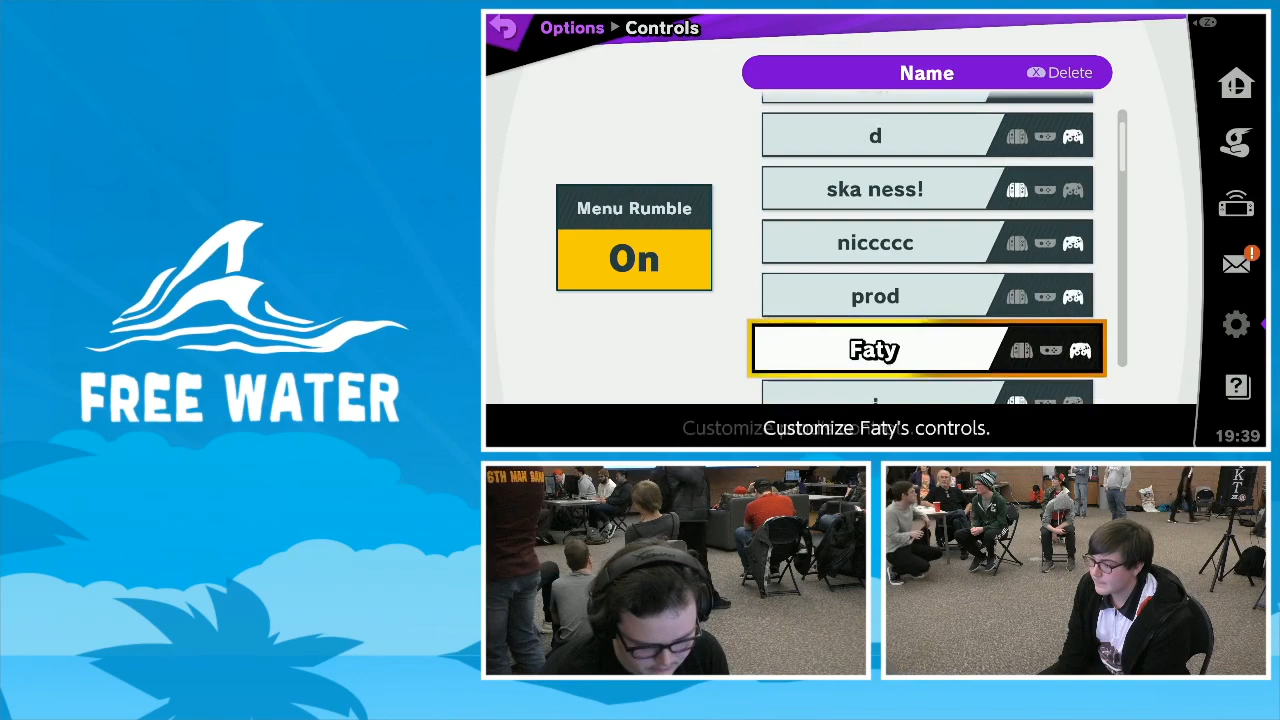 Options ▸ Controls
Z
Name
X Delete
d
ska ness!
niccccc
prod
Menu Rumble
On
Faty
Customize Faty's controls.
!
?
19:39
FREE WATER
6TH MAN